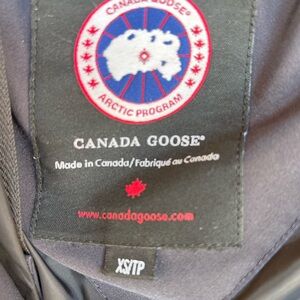 CANADA GOOSE
ARCTIC PROGRAM
CANADA GOOSE®
Made in Canada/Fabriqué au Canada
www.canadagoose.com
XS/TP